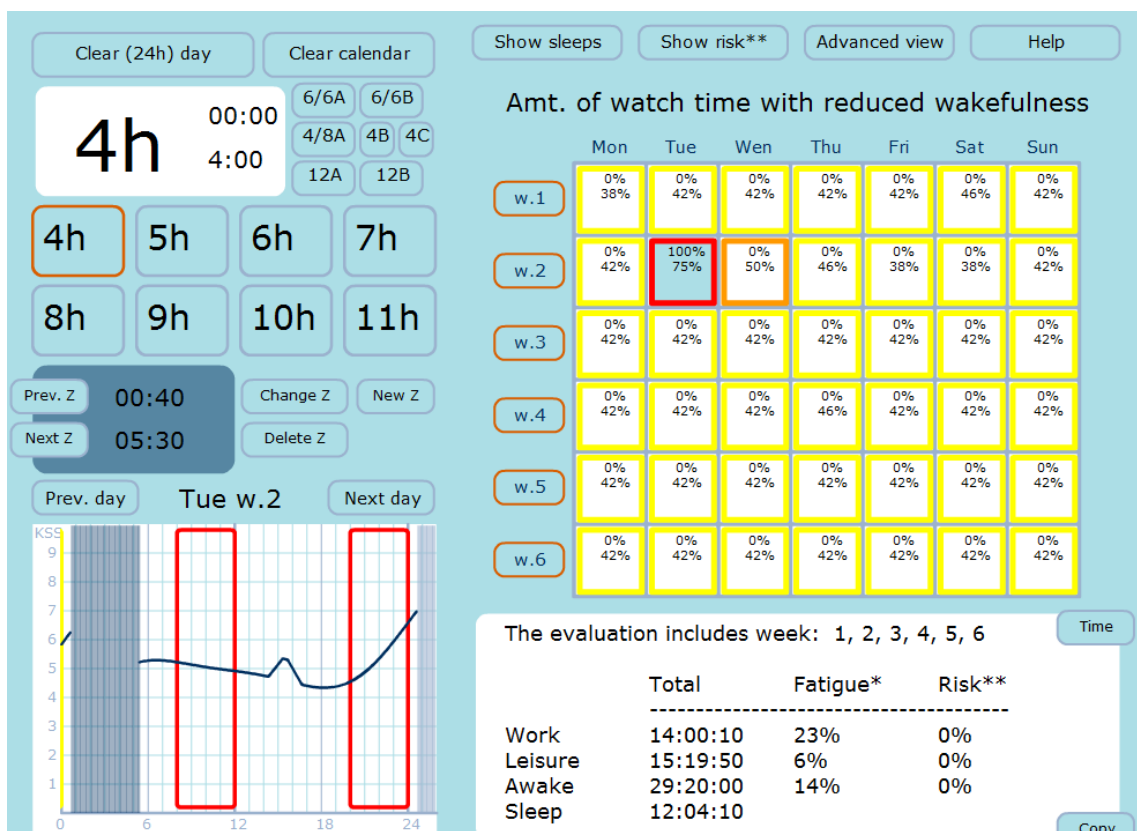 Clear (24h) day
Clear calendar
4h
00:00
4:00
6/6A
6/6B
4/8A
4B
4C
12A
12B
4h
5h
6h
7h
8h
9h
10h
11h
Prev. Z
00:40
Change Z
New Z
Next Z
05:30
Delete Z
Prev. day
Tue w.2
Next day
KSS
9
8
7
6
5
4
3
2
1
0
6
12
18
24
Show sleeps
Show risk**
Advanced view
Help
Amt. of watch time with reduced wakefulness
Mon Tue Wen Thu Fri Sat Sun
w.1
0% 0% 0% 0% 0% 0% 0%
38% 42% 42% 42% 42% 46% 42%
w.2
0% 100% 0% 0% 0% 0% 0%
42% 75% 50% 46% 38% 38% 42%
w.3
0% 0% 0% 0% 0% 0% 0%
42% 42% 42% 42% 42% 42% 42%
w.4
0% 0% 0% 0% 0% 0% 0%
42% 42% 42% 46% 42% 42% 42%
w.5
0% 0% 0% 0% 0% 0% 0%
42% 42% 42% 42% 42% 42% 42%
w.6
0% 0% 0% 0% 0% 0% 0%
42% 42% 42% 42% 42% 42% 42%
The evaluation includes week: 1, 2, 3, 4, 5, 6
Time
Total Fatigue* Risk**
---------------------------------------
Work 14:00:10 23% 0%
Leisure 15:19:50 6% 0%
Awake 29:20:00 14% 0%
Sleep 12:04:10
Copy